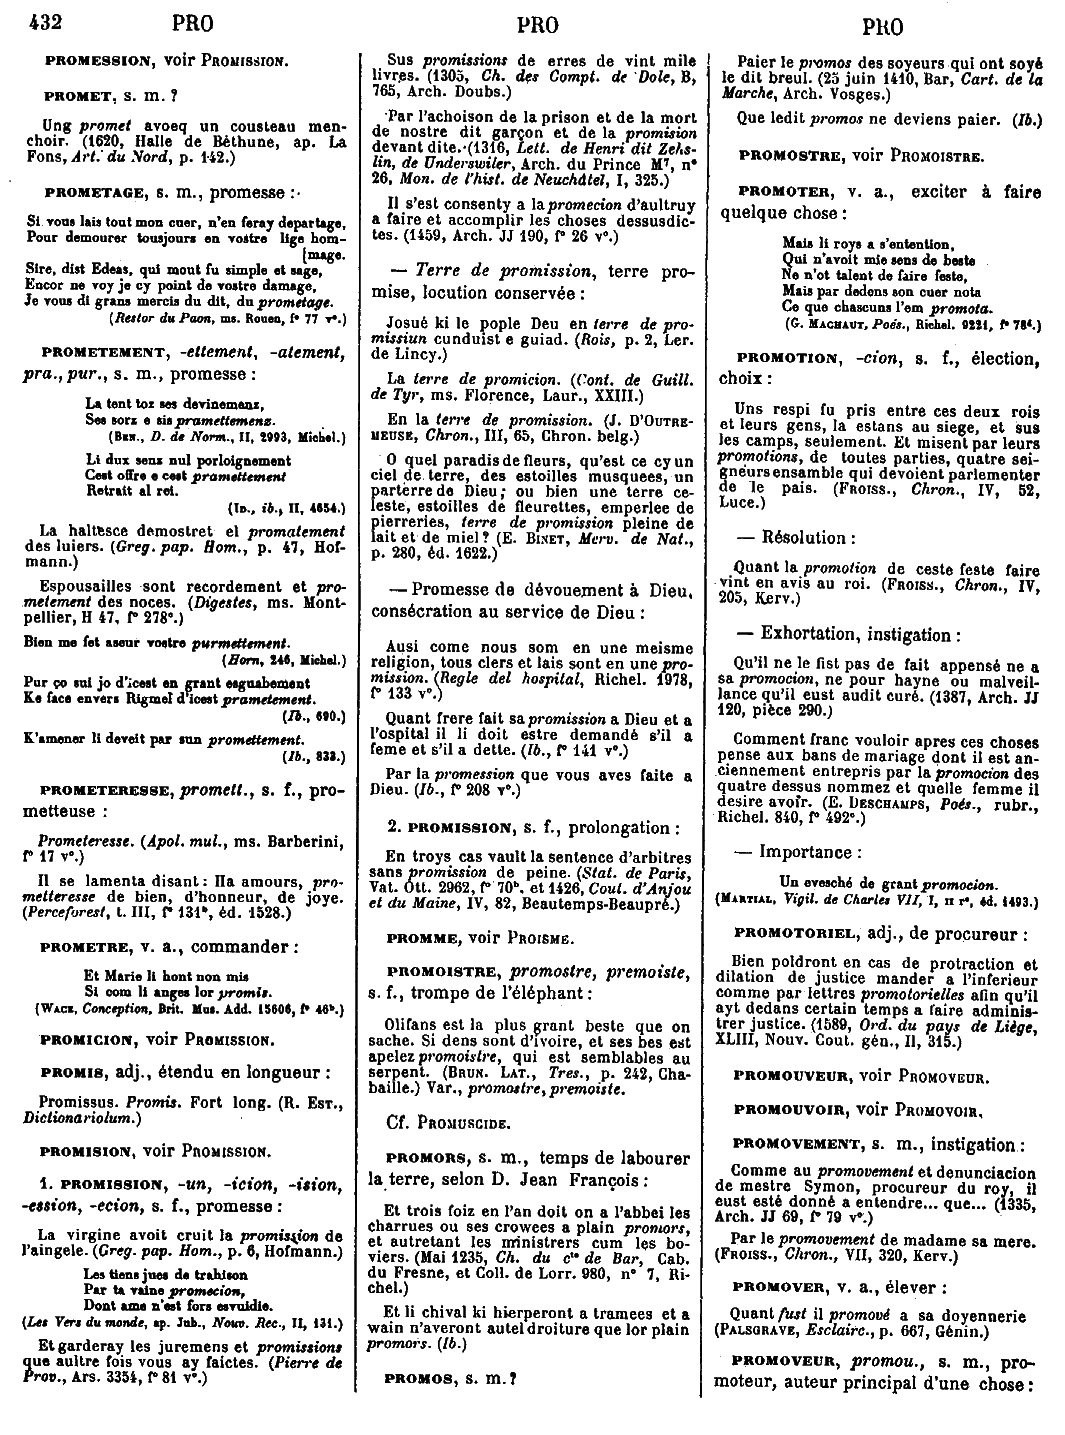 432 PRO PRO PRO
PROMESSION, voir PROMISSION.
PROMET, s. m. ?
Ung promet avoeq un cousteau men-
choir. (1620, Halle de Béthune, ap. La
Fons, Art. du Nord, p. 142.)
PROMETAGE, s. m., promesse :
Si vous lais tout mon cuer, n'en feray departage,
Pour demourer tousjours en vostre lige hom-
[mage.
Sire, dist Edeas, qui mout fu simple et sage,
Encor ne voy je cy point de vostre damage,
Je vous di grans mercis du dit, du prometage.
(Restor du Paon, ms. Rouen, f° 77 v°.)
PROMETEMENT, -ettement, -atement,
pra., pur., s. m., promesse :
La tent toz ses devinemenz,
Ses sorz e sis pramettemenz.
(BEN., D. de Norm., II, 2993, Michel.)
Li dux senz nul porloignement
Cest offre e cest pramettement
Retrait al rei.
(ID., ib., II, 4654.)
La haltesce demostret el promatement
des luiers. (Greg. pap. Hom., p. 47, Hof-
mann.)
Espousailles sont recordement et pro-
metement des noces. (Digestes, ms. Mont-
pellier, H 47, f° 278°.)
Bien me fet aseur vostre purmettement.
(Horn, 246, Michel.)
Pur ço sui jo d'icest en grant esguabement
Ke face envers Rigmel d'icest prametement.
(Ib., 690.)
K'amener li deveit par sun promettement.
(Ib., 833.)
PROMETERESSE, promett., s. f., pro-
metteuse :
Prometeresse. (Apol. mul., ms. Barberini,
f° 17 v°.)
Il se lamenta disant : Ha amours, pro-
metteresse de bien, d'honneur, de joye.
(Perceforest, t. III, f° 131ᵇ, éd. 1528.)
PROMETRE, v. a., commander :
Et Marie li hont non mis
Si com li anges lor promis.
(WACE, Conception, Brit. Mus. Add. 15606, f° 46ᵇ.)
PROMICION, voir PROMISSION.
PROMIS, adj., étendu en longueur :
Promissus. Promis. Fort long. (R. EST.,
Dictionariolum.)
PROMISION, voir PROMISSION.
1. PROMISSION, -un, -icion, -ision,
-ession, -ecion, s. f., promesse :
La virgine avoit cruit la promission de
l'aingele. (Greg. pap. Hom., p. 6, Hofmann.)
Les tiens jues de trahison
Par ta vaine promecion,
Dont ame n'est fors esvuidie.
(Les Vers du monde, ap. Jub., Nouv. Rec., II, 131.)
Et garderay les juremens et promissions
que aultre fois vous ay faictes. (Pierre de
Prov., Ars. 3354, f° 81 v°.)
Sus promissions de erres de vint mile
livres. (1305, Ch. des Compt. de Dole, B,
765, Arch. Doubs.)
Par l'achoison de la prison et de la mort
de nostre dit garçon et de la promision
devant dite. (1316, Lett. de Henri dit Zehs-
lin, de Underswiler, Arch. du Prince Mʳ, n°
26, Mon. de l'hist. de Neuchâtel, I, 325.)
Il s'est consenty a la promecion d'aultruy
a faire et accomplir les choses dessusdic-
tes. (1459, Arch. JJ 190, f° 26 v°.)
— Terre de promission, terre pro-
mise, locution conservée :
Josué ki le pople Deu en terre de pro-
missiun cunduist e guiad. (Rois, p. 2, Ler.
de Lincy.)
La terre de promicion. (Cont. de Guill.
de Tyr, ms. Florence, Laur., XXIII.)
En la terre de promission. (J. D'OUTRE-
MEUSE, Chron., III, 65, Chron. belg.)
O quel paradis de fleurs, qu'est ce cy un
ciel de terre, des estoilles musquees, un
parterre de Dieu ; ou bien une terre ce-
leste, estoilles de fleurettes, emperlee de
pierreries, terre de promission pleine de
lait et de miel ? (E. BINET, Merv. de Nat.,
p. 280, éd. 1622.)
— Promesse de dévouement à Dieu,
consécration au service de Dieu :
Ausi come nous som en une meisme
religion, tous clers et lais sont en une pro-
mission. (Regle del hospital, Richel. 1978,
f° 133 v°.)
Quant frere fait sa promission a Dieu et a
l'ospital il li doit estre demandé s'il a
feme et s'il a dette. (Ib., f° 141 v°.)
Par la promession que vous aves faite a
Dieu. (Ib., f° 208 v°.)
2. PROMISSION, s. f., prolongation :
En troys cas vault la sentence d'arbitres
sans promission de peine. (Stat. de Paris,
Vat. Ott. 2962, f° 70ᵇ, et 1426, Cout. d'Anjou
et du Maine, IV, 82, Beautemps-Beaupré.)
PROMME, voir PROISME.
PROMOISTRE, promostre, premoiste,
s. f., trompe de l'éléphant :
Olifans est la plus grant beste que on
sache. Si dens sont d'ivoire, et ses bes est
apelez promoistre, qui est semblables au
serpent. (BRUN. LAT., Tres., p. 242, Cha-
baille.) Var., promostre, premoiste.
Cf. PROMUSCIDE.
PROMORS, s. m., temps de labourer
la terre, selon D. Jean François :
Et trois foiz en l'an doit on a l'abbei les
charrues ou ses crowees a plain promors,
et autretant les ministrers cum les bo-
viers. (Mai 1235, Ch. du cᵗᵉ de Bar, Cab.
du Fresne, et Coll. de Lorr. 980, n° 7, Ri-
chel.)
Et li chival ki hierperont a tramees et a
wain n'averont autel droiture que lor plain
promors. (Ib.)
PROMOS, s. m. ?
Paier le promos des soyeurs qui ont soyé
le dit breul. (25 juin 1410, Bar, Cart. de la
Marche, Arch. Vosges.)
Que ledit promos ne deviens paier. (Ib.)
PROMOSTRE, voir PROMOISTRE.
PROMOTER, v. a., exciter à faire
quelque chose :
Mais li roys a s'entention,
Qui n'avoit mie sens de beste
Ne n'ot talent de faire feste,
Mais par dedens son cuer nota
Ce que chascuns l'em promota.
(G. MACHAUT, Poés., Richel. 9221, f° 78ᵈ.)
PROMOTION, -cion, s. f., élection,
choix :
Uns respi fu pris entre ces deux rois
et leurs gens, la estans au siege, et sus
les camps, seulement. Et misent par leurs
promotions, de toutes parties, quatre sei-
gneurs ensamble qui devoient parlementer
de le pais. (FROISS., Chron., IV, 52,
Luce.)
— Résolution :
Quant la promotion de ceste feste faire
vint en avis au roi. (FROISS., Chron., IV,
205, Kerv.)
— Exhortation, instigation :
Qu'il ne le fist pas de fait appensé ne a
sa promocion, ne pour hayne ou malveil-
lance qu'il eust audit curé. (1387, Arch. JJ
120, pièce 290.)
Comment franc vouloir apres ces choses
pense aux bans de mariage dont il est an-
ciennement entrepris par la promocion des
quatre dessus nommez et quelle femme il
desire avoir. (E. DESCHAMPS, Poés., rubr.,
Richel. 840, f° 492°.)
— Importance :
Un evesché de grant promocion.
(MARTIAL, Vigil. de Charles VII, I, II r°, éd. 1493.)
PROMOTORIEL, adj., de procureur :
Bien poldront en cas de protraction et
dilation de justice mander a l'inferieur
comme par lettres promotorielles afin qu'il
ayt dedans certain temps a faire adminis-
trer justice. (1589, Ord. du pays de Liège,
XLIII, Nouv. Cout. gén., II, 315.)
PROMOUVEUR, voir PROMOVEUR.
PROMOUVOIR, voir PROMOVOIR.
PROMOVEMENT, s. m., instigation :
Comme au promovement et denunciacion
de mestre Symon, procureur du roy, il
eust esté donné a entendre... que... (1335,
Arch. JJ 69, f° 79 v°.)
Par le promovement de madame sa mere.
(FROISS., Chron., VII, 320, Kerv.)
PROMOVER, v. a., élever :
Quant fust il promové a sa doyennerie
(PALSGRAVE, Esclairc., p. 667, Génin.)
PROMOVEUR, promou., s. m., pro-
moteur, auteur principal d'une chose :